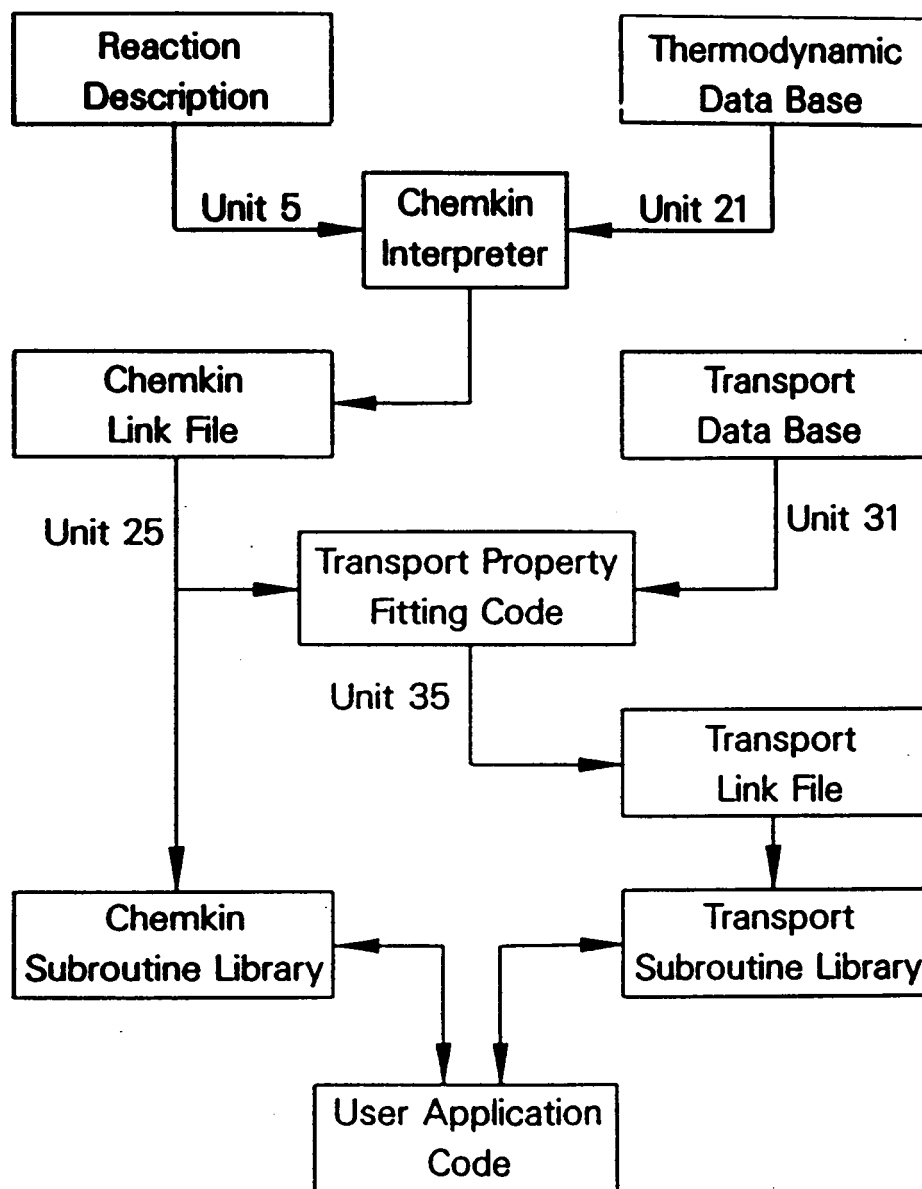 Reaction
Description
Thermodynamic
Data Base
Unit 5
Chemkin
Interpreter
Unit 21
Chemkin
Link File
Transport
Data Base
Unit 25
Unit 31
Transport Property
Fitting Code
Unit 35
Transport
Link File
Chemkin
Subroutine Library
Transport
Subroutine Library
User Application
Code